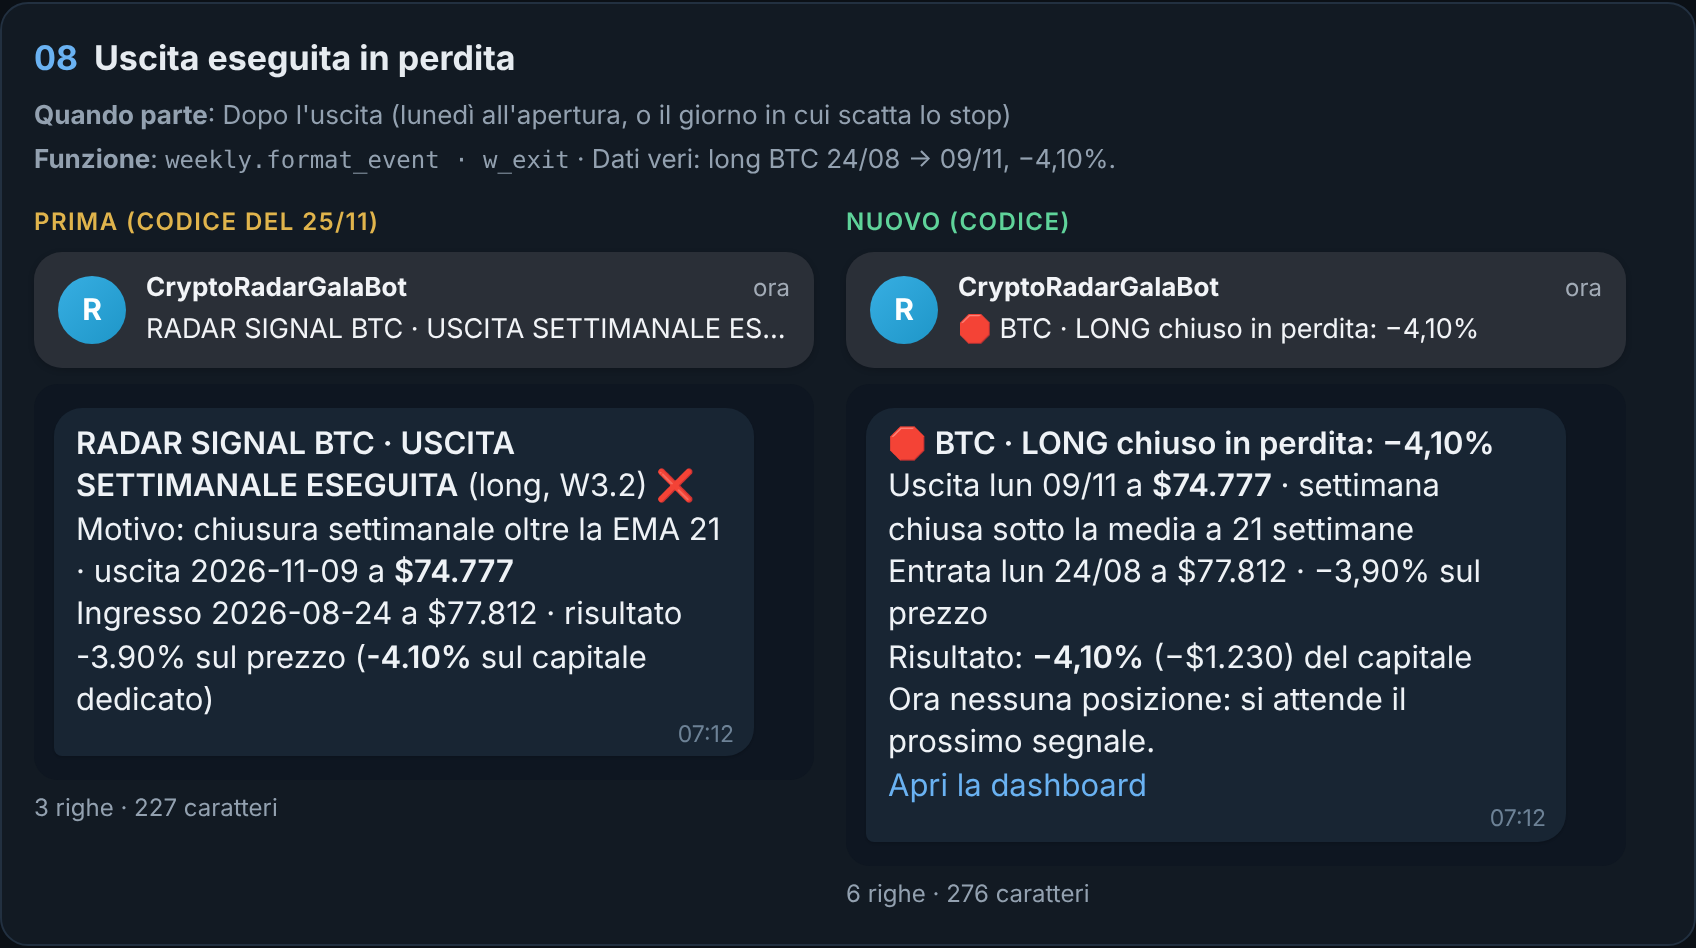 08 Uscita eseguita in perdita
Quando parte: Dopo l'uscita (lunedì all'apertura, o il giorno in cui scatta lo stop)
Funzione: weekly.format_event · w_exit · Dati veri: long BTC 24/08 → 09/11, −4,10%.
PRIMA (CODICE DEL 25/11)
R
CryptoRadarGalaBot
ora
RADAR SIGNAL BTC · USCITA SETTIMANALE ES...
RADAR SIGNAL BTC · USCITA
SETTIMANALE ESEGUITA (long, W3.2) ❌
Motivo: chiusura settimanale oltre la EMA 21
· uscita 2026-11-09 a $74.777
Ingresso 2026-08-24 a $77.812 · risultato
-3.90% sul prezzo (-4.10% sul capitale
dedicato)
07:12
3 righe · 227 caratteri
NUOVO (CODICE)
R
CryptoRadarGalaBot
ora
🛑 BTC · LONG chiuso in perdita: −4,10%
🛑 BTC · LONG chiuso in perdita: −4,10%
Uscita lun 09/11 a $74.777 · settimana
chiusa sotto la media a 21 settimane
Entrata lun 24/08 a $77.812 · −3,90% sul
prezzo
Risultato: −4,10% (−$1.230) del capitale
Ora nessuna posizione: si attende il
prossimo segnale.
Apri la dashboard
07:12
6 righe · 276 caratteri